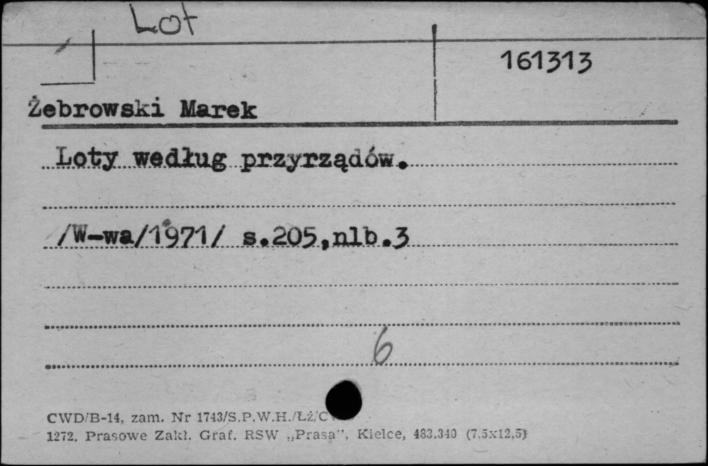 Lot
161313
Żebrowski Marek
Loty według przyrządów.
/W-wa/1971/ s.205,nlb.3
6
CWD/B-14, zam. Nr 1743/S.P.W.H./Łż/C
1272. Prasowe Zakł. Graf. RSW „Prasa", Kielce, 483.340 (7,5x12,5)